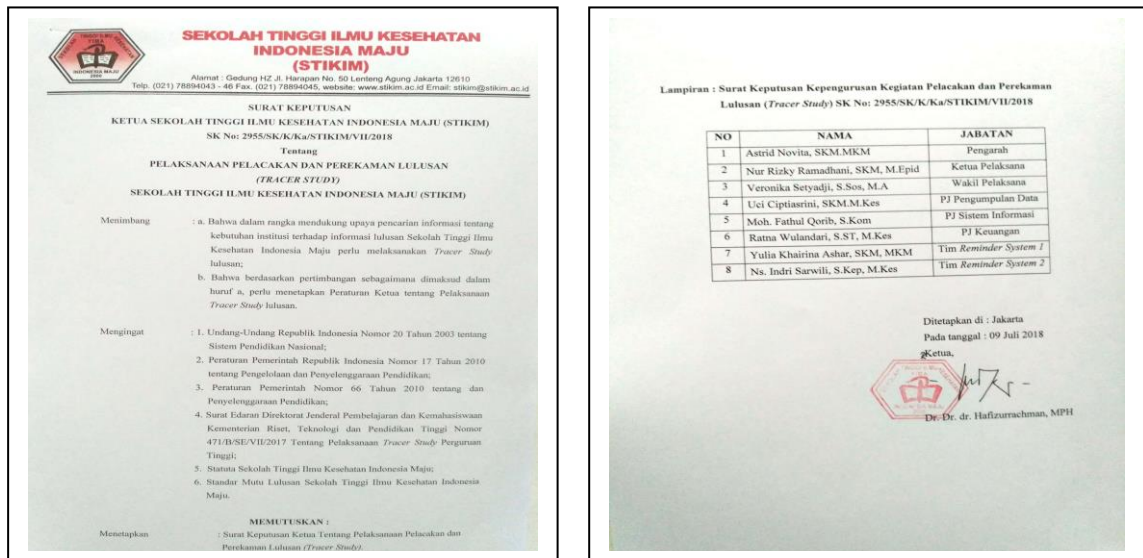 SEKOLAH TINGGI ILMU KESEHATAN
INDONESIA MAJU
(STIKIM)
Alamat : Gedung HZ Jl. Harapan No. 50 Lenteng Agung Jakarta 12610
Telp. (021) 78894043 - 46 Fax. (021) 78894045, website: www.stikim.ac.id Email: stikim@stikim.ac.id
INDONESIA MAJU
SURAT KEPUTUSAN
KETUA SEKOLAH TINGGI ILMU KESEHATAN INDONESIA MAJU (STIKIM)
SK No: 2955/SK/K/Ka/STIKIM/VII/2018
Tentang
PELAKSANAAN PELACAKAN DAN PEREKAMAN LULUSAN
(TRACER STUDY)
SEKOLAH TINGGI ILMU KESEHATAN INDONESIA MAJU (STIKIM)
Menimbang : a. Bahwa dalam rangka mendukung upaya pencarian informasi tentang
kebutuhan institusi terhadap informasi lulusan Sekolah Tinggi Ilmu
Kesehatan Indonesia Maju perlu melaksanakan Tracer Study
lulusan;
b. Bahwa berdasarkan pertimbangan sebagaimana dimaksud dalam
huruf a, perlu menetapkan Peraturan Ketua tentang Pelaksanaan
Tracer Study lulusan.
Mengingat : 1. Undang-Undang Republik Indonesia Nomor 20 Tahun 2003 tentang
Sistem Pendidikan Nasional;
2. Peraturan Pemerintah Republik Indonesia Nomor 17 Tahun 2010
tentang Pengelolaan dan Penyelenggaraan Pendidikan;
3. Peraturan Pemerintah Nomor 66 Tahun 2010 tentang dan
Penyelenggaraan Pendidikan;
4. Surat Edaran Direktorat Jenderal Pembelajaran dan Kemahasiswaan
Kementerian Riset, Teknologi dan Pendidikan Tinggi Nomor
471/B/SE/VII/2017 Tentang Pelaksanaan Tracer Study Perguruan
Tinggi;
5. Statuta Sekolah Tinggi Ilmu Kesehatan Indonesia Maju;
6. Standar Mutu Lulusan Sekolah Tinggi Ilmu Kesehatan Indonesia
Maju.
MEMUTUSKAN :
Menetapkan : Surat Keputusan Ketua Tentang Pelaksanaan Pelacakan dan
Perekaman Lulusan (Tracer Study).
Lampiran : Surat Keputusan Kepengurusan Kegiatan Pelacakan dan Perekaman
Lulusan (Tracer Study) SK No: 2955/SK/K/Ka/STIKIM/VII/2018
NO NAMA JABATAN
1 Astrid Novita, SKM.MKM Pengarah
2 Nur Rizky Ramadhani, SKM, M.Epid Ketua Pelaksana
3 Veronika Setyadji, S.Sos, M.A Wakil Pelaksana
4 Uci Ciptiasrini, SKM.M.Kes PJ Pengumpulan Data
5 Moh. Fathul Qorib, S.Kom PJ Sistem Informasi
6 Ratna Wulandari, S.ST, M.Kes PJ Keuangan
7 Yulia Khairina Ashar, SKM, MKM Tim Reminder System 1
8 Ns. Indri Sarwili, S.Kep, M.Kes Tim Reminder System 2
Ditetapkan di : Jakarta
Pada tanggal : 09 Juli 2018
Ketua,
Dr. Dr. dr. Hafizurrachman, MPH